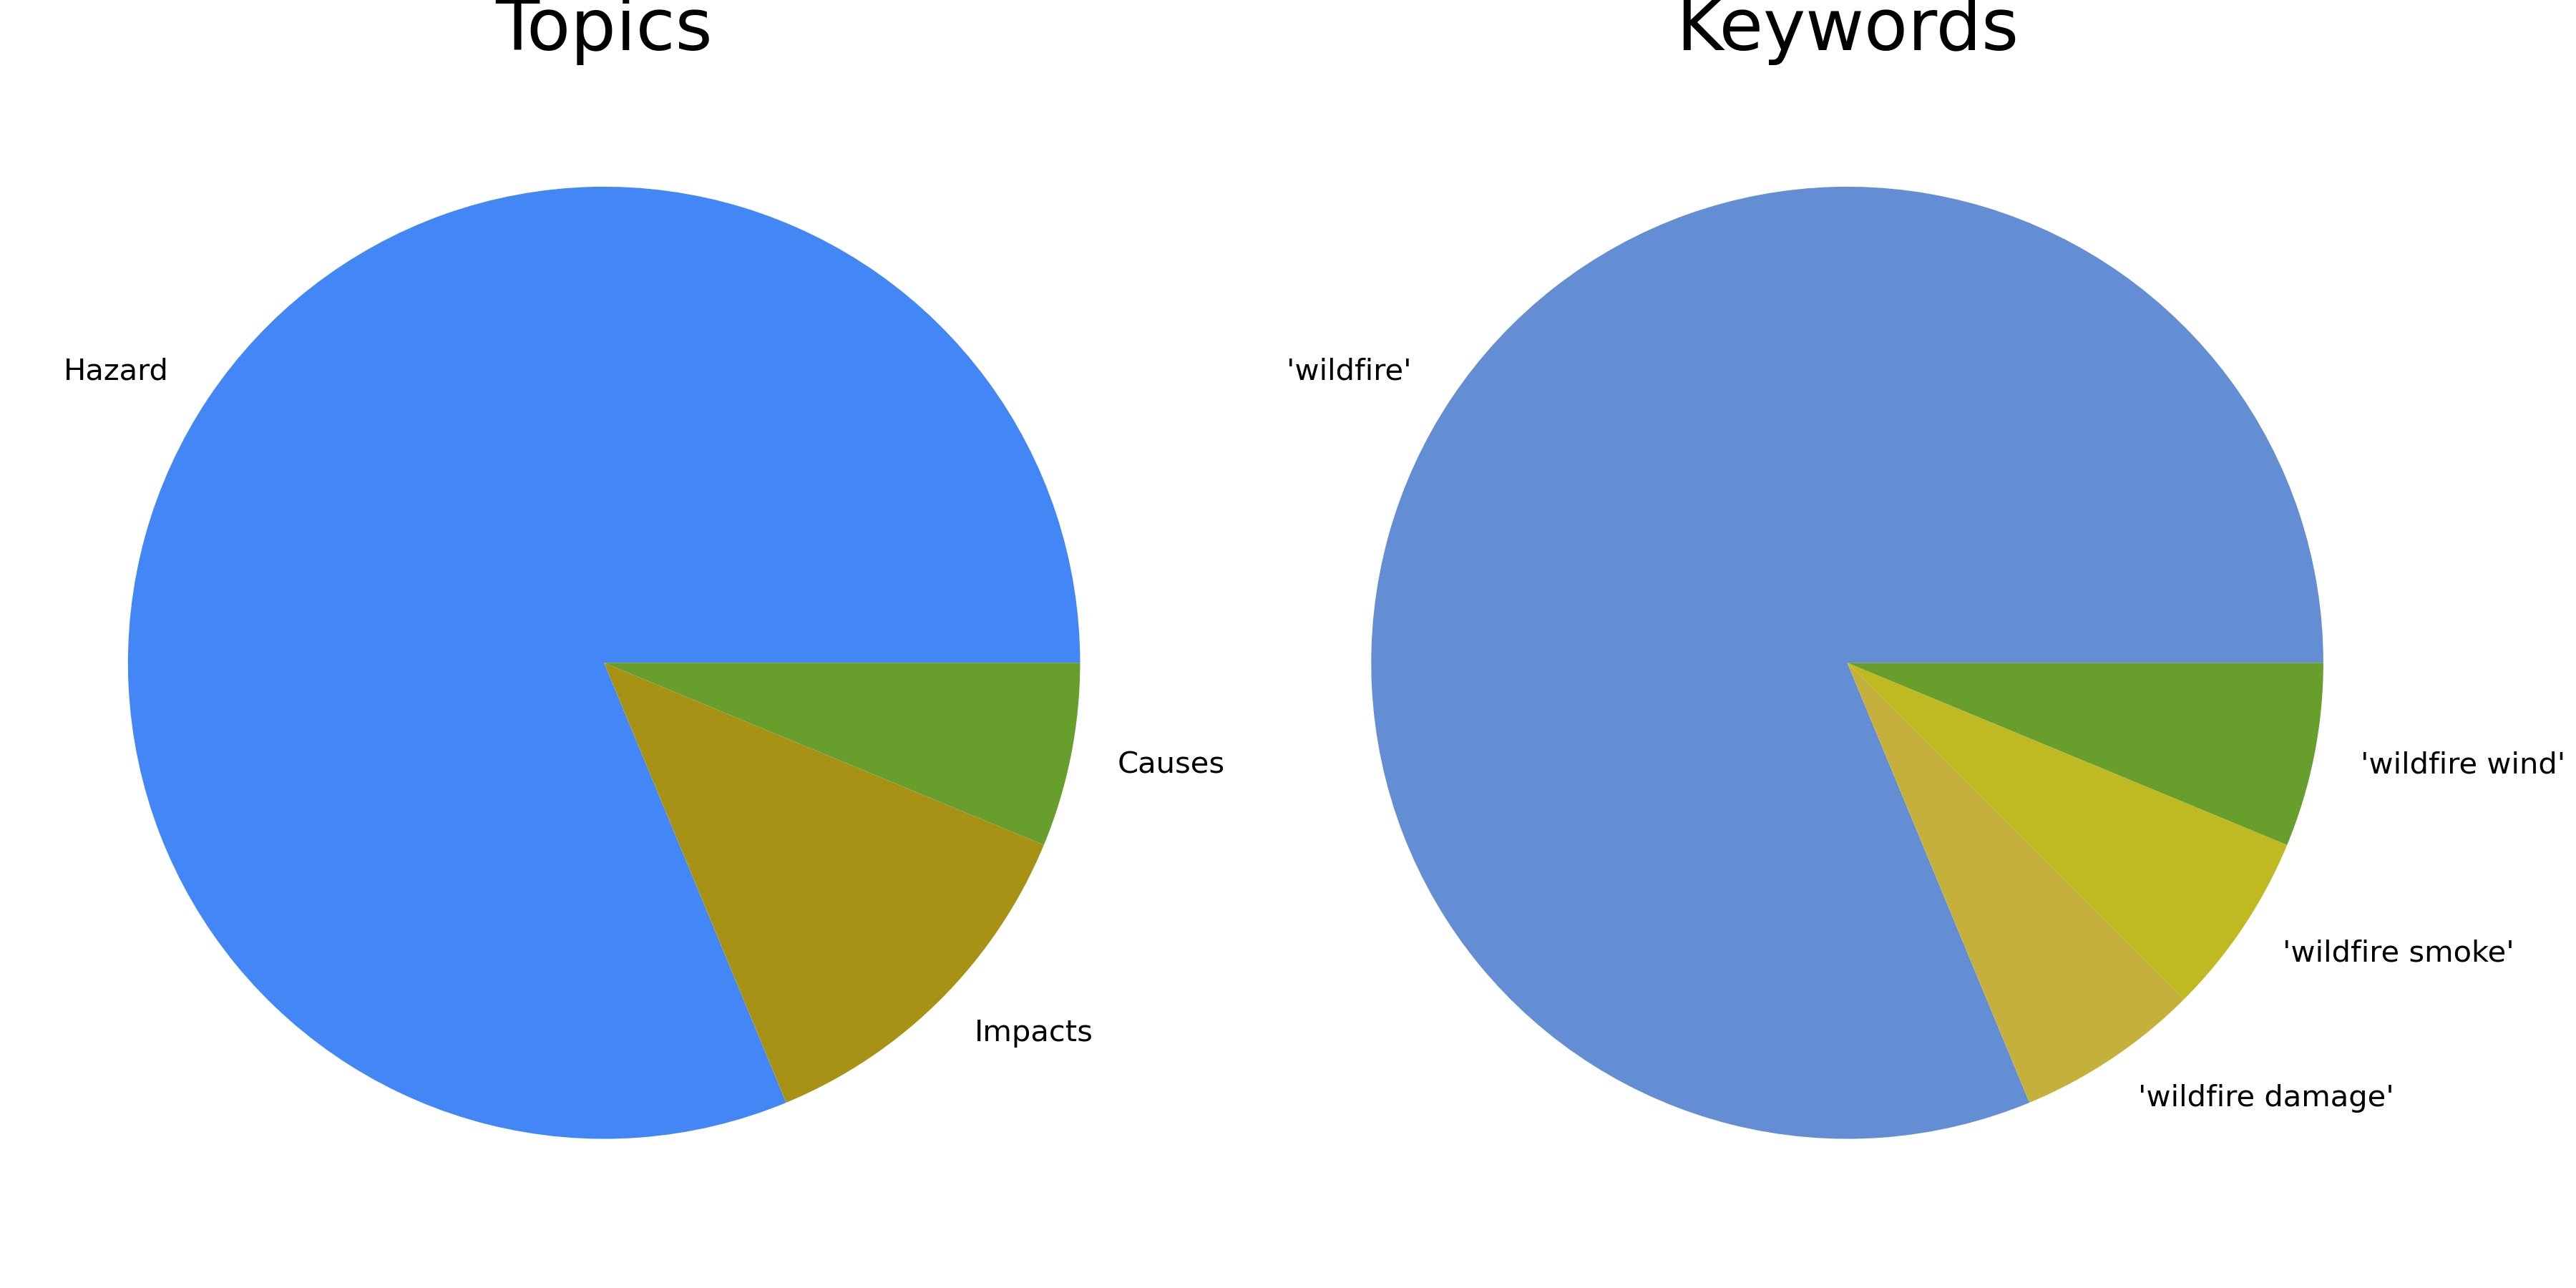 Topics
Hazard
Causes
Impacts
Keywords
'wildfire'
'wildfire wind'
'wildfire smoke'
'wildfire damage'